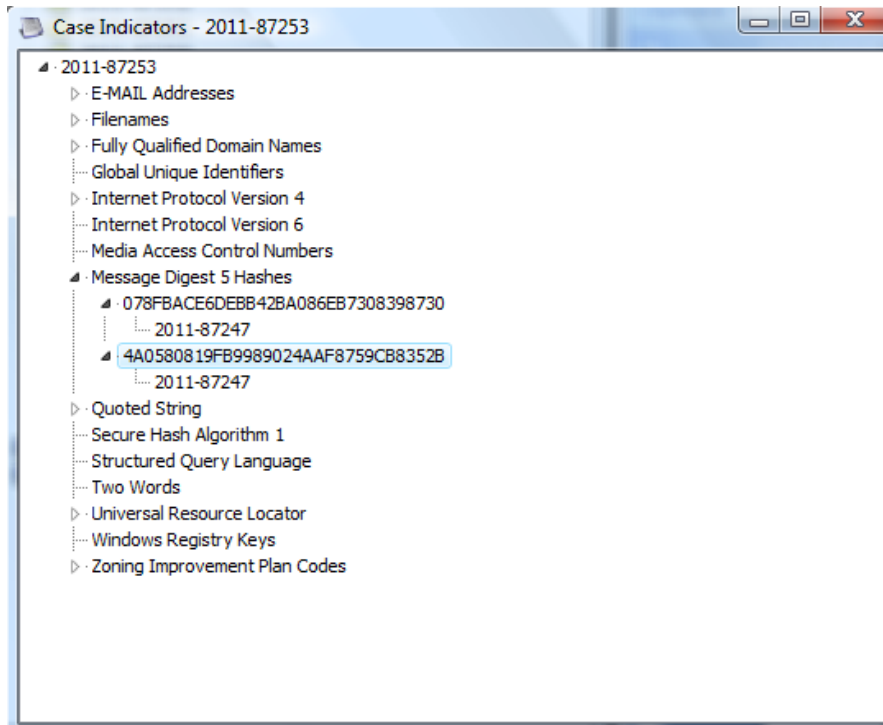 Case Indicators - 2011-87253
2011-87253
E-MAIL Addresses
Filenames
Fully Qualified Domain Names
Global Unique Identifiers
Internet Protocol Version 4
Internet Protocol Version 6
Media Access Control Numbers
Message Digest 5 Hashes
078FBACE6DEBB42BA086EB7308398730
2011-87247
4A0580819FB9989024AAF8759CB8352B
2011-87247
Quoted String
Secure Hash Algorithm 1
Structured Query Language
Two Words
Universal Resource Locator
Windows Registry Keys
Zoning Improvement Plan Codes